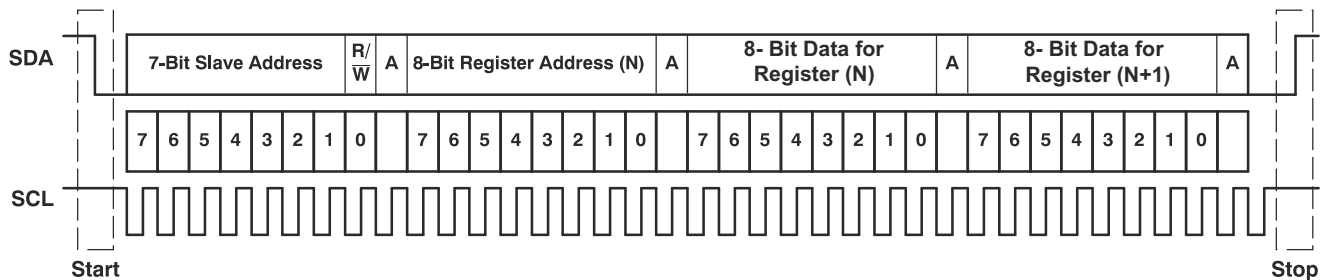 SDA
7-Bit Slave Address
R/
W
A
8-Bit Register Address (N)
A
8- Bit Data for
Register (N)
A
8- Bit Data for
Register (N+1)
A
7 6 5 4 3 2 1 0 7 6 5 4 3 2 1 0 7 6 5 4 3 2 1 0 7 6 5 4 3 2 1 0
SCL
Start
Stop